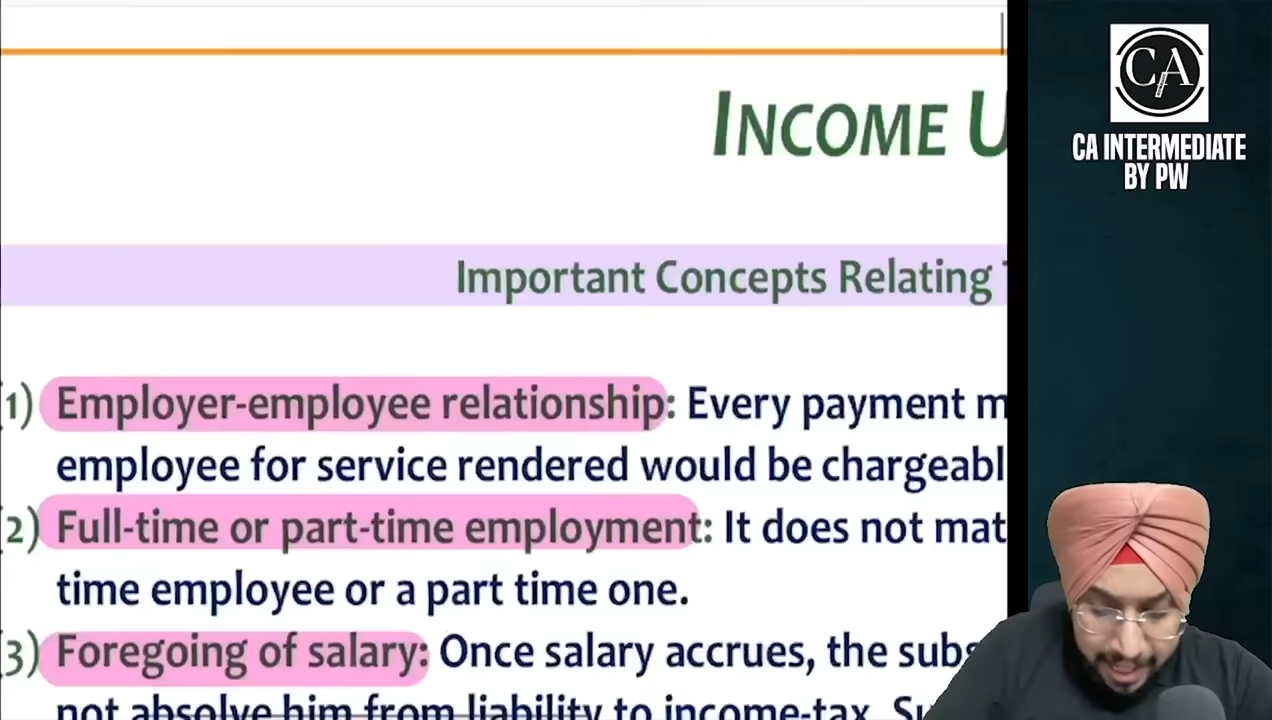 INCOME U
Important Concepts Relating
(1) Employer-employee relationship: Every payment m
employee for service rendered would be chargeabl
(2) Full-time or part-time employment: It does not mat
time employee or a part time one.
(3) Foregoing of salary: Once salary accrues, the subs
not absolve him from liability to income-tax. Su
CA
CA INTERMEDIATE
BY PW